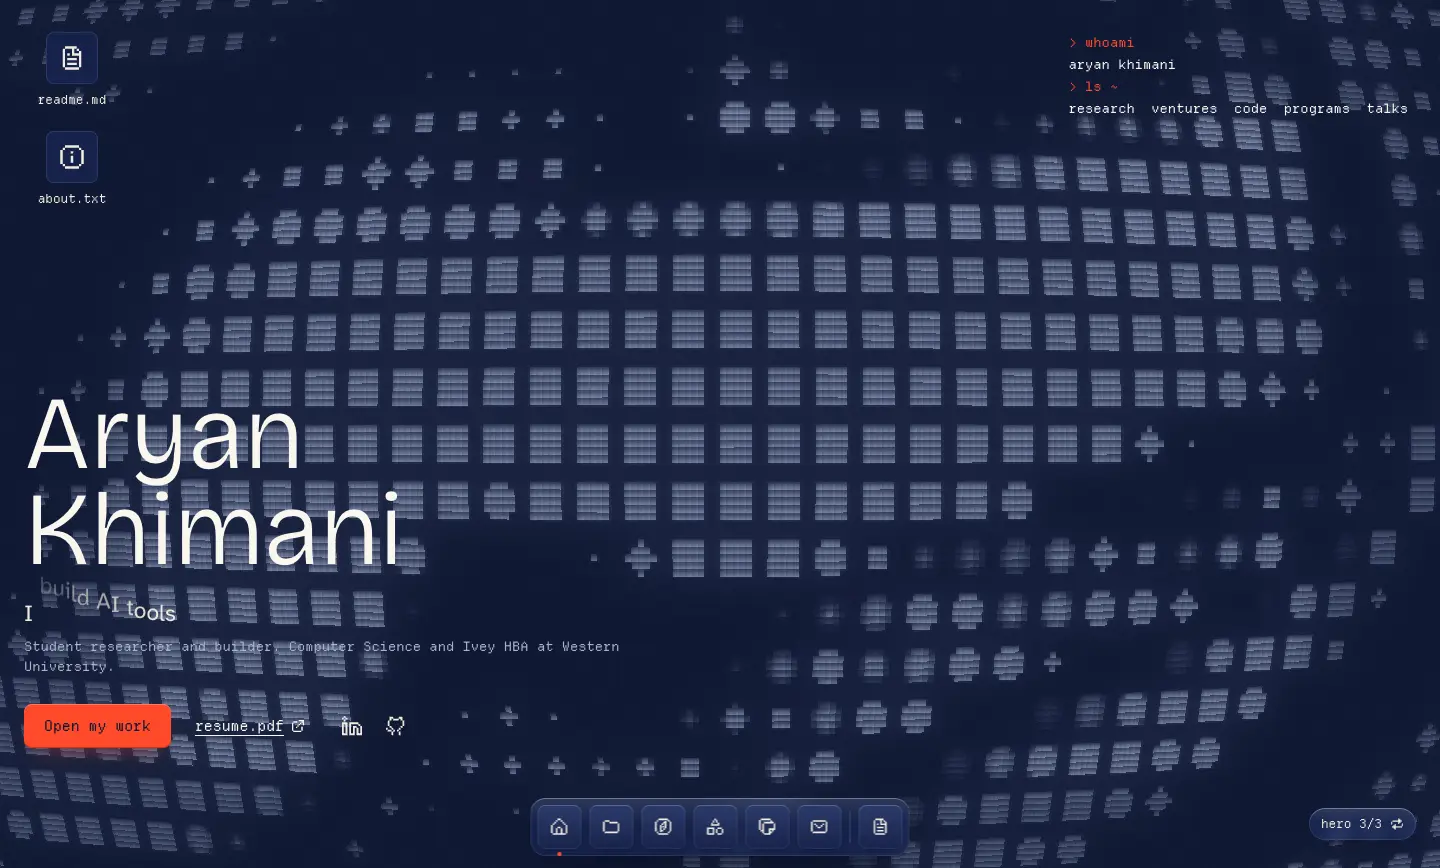 readme.md
about.txt
> whoami
aryan khimani
> ls ~
research ventures code programs talks
Aryan
Khimani
I build AI tools
Student researcher and builder. Computer Science and Ivey HBA at Western
University.
Open my work
resume.pdf
hero 3/3